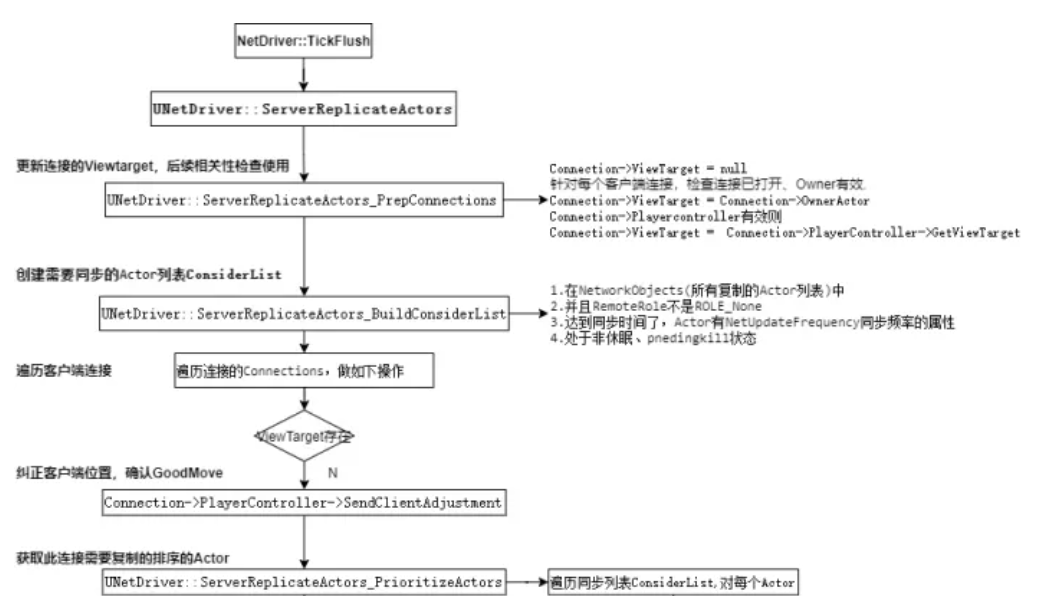 NetDriver::TickFlush
UNetDriver::ServerReplicateActors
更新连接的Viewtarget，后续相关性检查使用
UNetDriver::ServerReplicateActors_PrepConnections
Connection->ViewTarget = null
针对每个客户端连接，检查连接已打开、Owner有效.
Connection->ViewTarget = Connection->OwnerActor
Connection->Playercontroller有效则
Connection->ViewTarget = Connection->PlayerController->GetViewTarget
创建需要同步的Actor列表ConsiderList
UNetDriver::ServerReplicateActors_BuildConsiderList
1.在NetworkObjects(所有复制的Actor列表)中
2.并且RemoteRole不是ROLE_None
3.达到同步时间了，Actor有NetUpdateFrequency同步频率的属性
4.处于非休眠、pnedingkill状态
遍历客户端连接
遍历连接的Connections，做如下操作
ViewTarget存在
N
纠正客户端位置，确认GoodMove
Connection->PlayerController->SendClientAdjustment
获取此连接需要复制的排序的Actor
UNetDriver::ServerReplicateActors_PrioritizeActors
遍历同步列表ConsiderList,对每个Actor